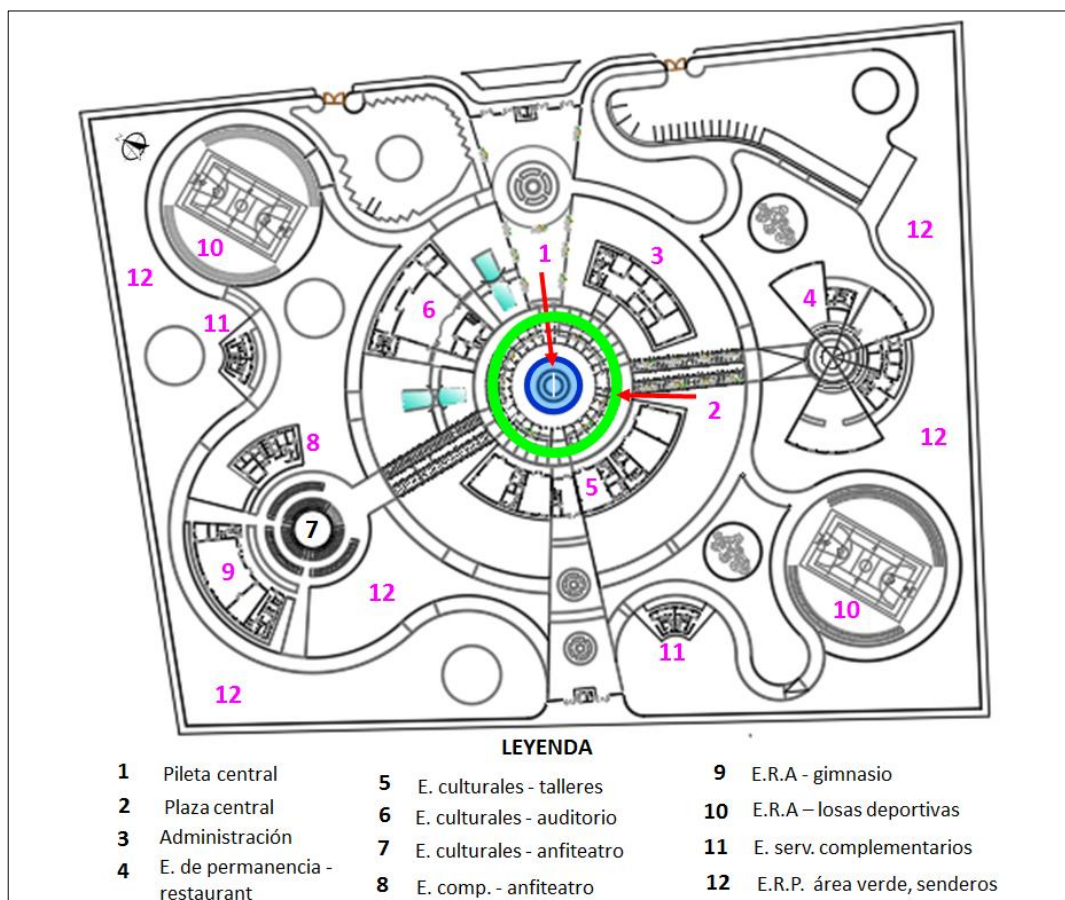 1
3
10
12
12
4
6
11
2
12
8
5
7
9
12
10
11
12
LEYENDA
1 Pileta central
2 Plaza central
3 Administración
4 E. de permanencia -
restaurant
5 E. culturales - talleres
6 E. culturales - auditorio
7 E. culturales - anfiteatro
8 E. comp. - anfiteatro
9 E.R.A - gimnasio
10 E.R.A – losas deportivas
11 E. serv. complementarios
12 E.R.P. área verde, senderos